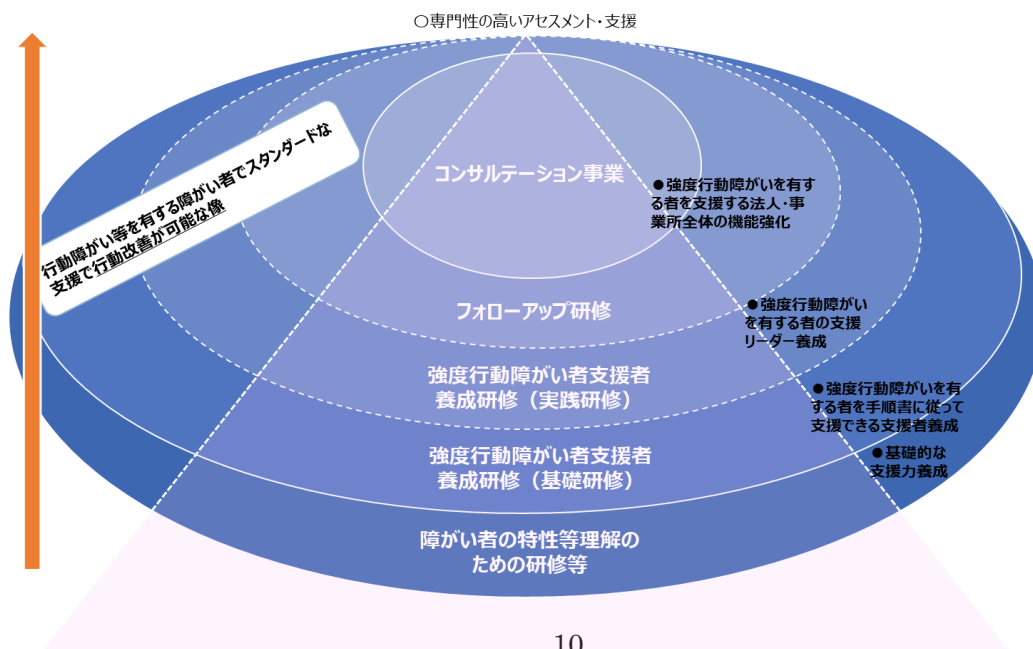 〇専門性の高いアセスメント・支援
行動障がい等を有する障がい者でスタンダードな
支援で行動改善が可能な像
コンサルテーション事業
●強度行動障がいを有す
る者を支援する法人・事
業所全体の機能強化
フォローアップ研修
●強度行動障がい
を有する者の支援
リーダー養成
強度行動障がい者支援者
養成研修（実践研修）
●強度行動障がいを有
する者を手順書に従って
支援できる支援者養成
強度行動障がい者支援者
養成研修（基礎研修）
●基礎的な
支援力養成
障がい者の特性等理解の
ための研修等
10